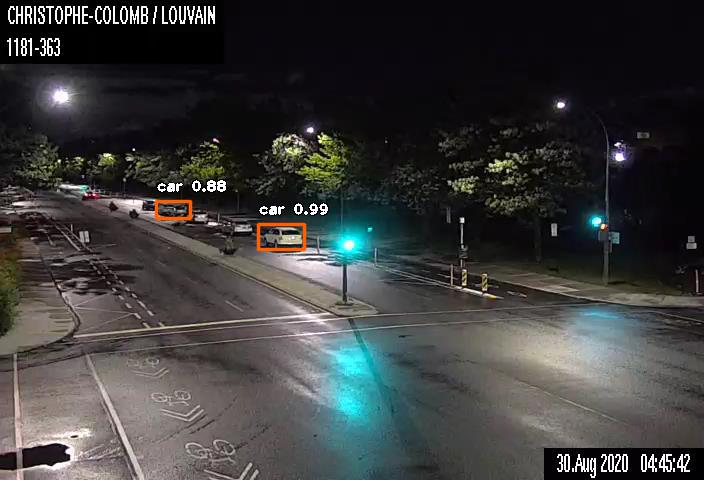 CHRISTOPHE-COLOMB / LOUVAIN
1181-363
car 0.88
car 0.99
30.Aug 2020 04:45:42